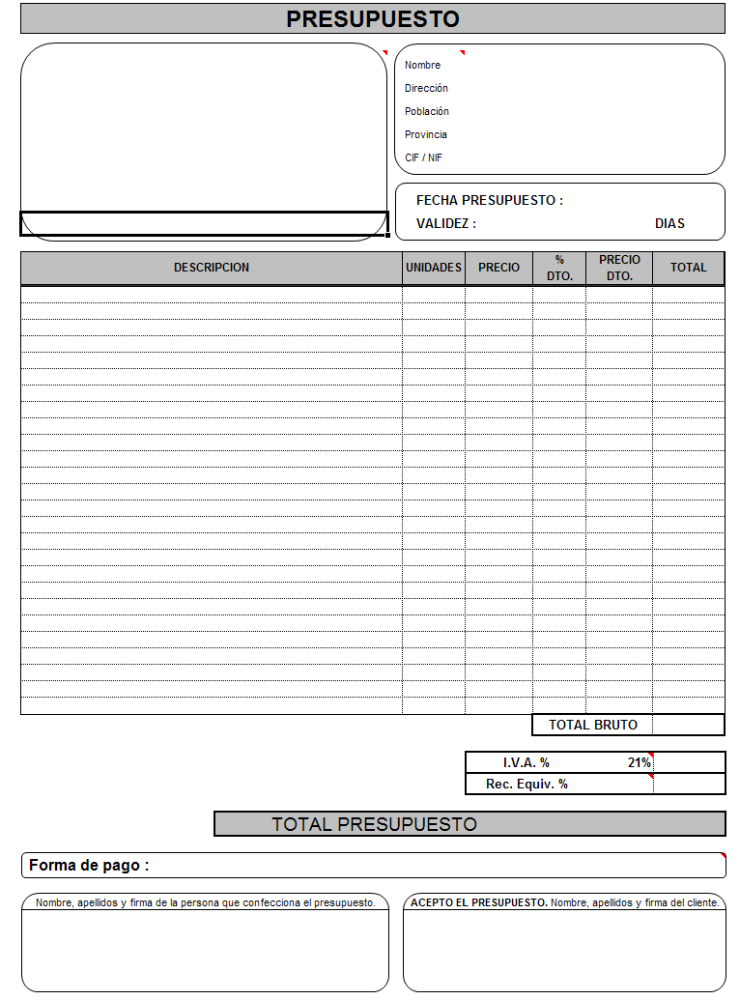 PRESUPUESTO
Nombre
Dirección
Población
Provincia
CIF / NIF
FECHA PRESUPUESTO :
VALIDEZ : DIAS
DESCRIPCION UNIDADES PRECIO % DTO. PRECIO DTO. TOTAL
TOTAL BRUTO
I.V.A. % 21%
Rec. Equiv. %
TOTAL PRESUPUESTO
Forma de pago :
Nombre, apellidos y firma de la persona que confecciona el presupuesto.
ACEPTO EL PRESUPUESTO. Nombre, apellidos y firma del cliente.